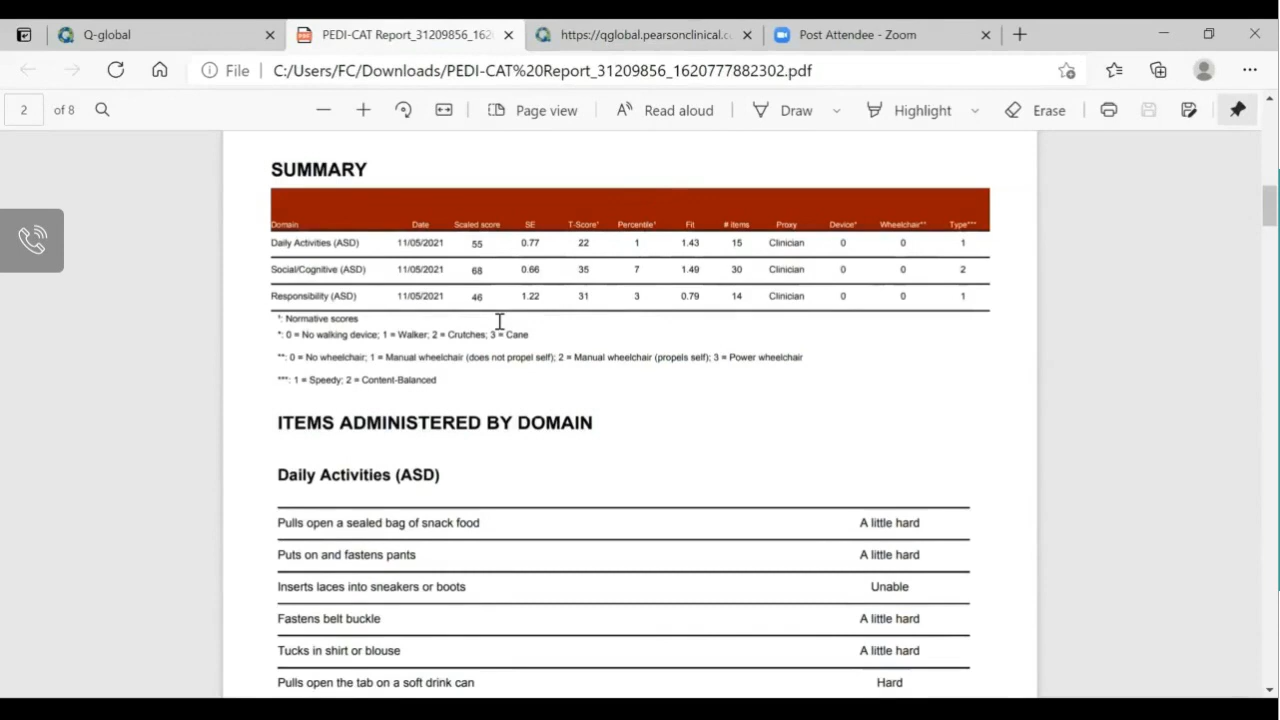 Q-global
PEDI-CAT Report_31209856_162
https://qglobal.pearsonclinical.c
Post Attendee - Zoom
File C:/Users/FC/Downloads/PEDI-CAT%20Report_31209856_1620777882302.pdf
2 of 8 Page view Read aloud Draw Highlight Erase
SUMMARY
Domain Date Scaled score SE T-Score⁺ Percentile⁺ Fit # items Proxy Device* Wheelchair** Type***
Daily Activities (ASD) 11/05/2021 55 0.77 22 1 1.43 15 Clinician 0 0 1
Social/Cognitive (ASD) 11/05/2021 68 0.66 35 7 1.49 30 Clinician 0 0 2
Responsibility (ASD) 11/05/2021 46 1.22 31 3 0.79 14 Clinician 0 0 1
⁺: Normative scores
*: 0 = No walking device; 1 = Walker; 2 = Crutches; 3 = Cane
**: 0 = No wheelchair; 1 = Manual wheelchair (does not propel self); 2 = Manual wheelchair (propels self); 3 = Power wheelchair
***: 1 = Speedy; 2 = Content-Balanced
ITEMS ADMINISTERED BY DOMAIN
Daily Activities (ASD)
Pulls open a sealed bag of snack food A little hard
Puts on and fastens pants A little hard
Inserts laces into sneakers or boots Unable
Fastens belt buckle A little hard
Tucks in shirt or blouse A little hard
Pulls open the tab on a soft drink can Hard